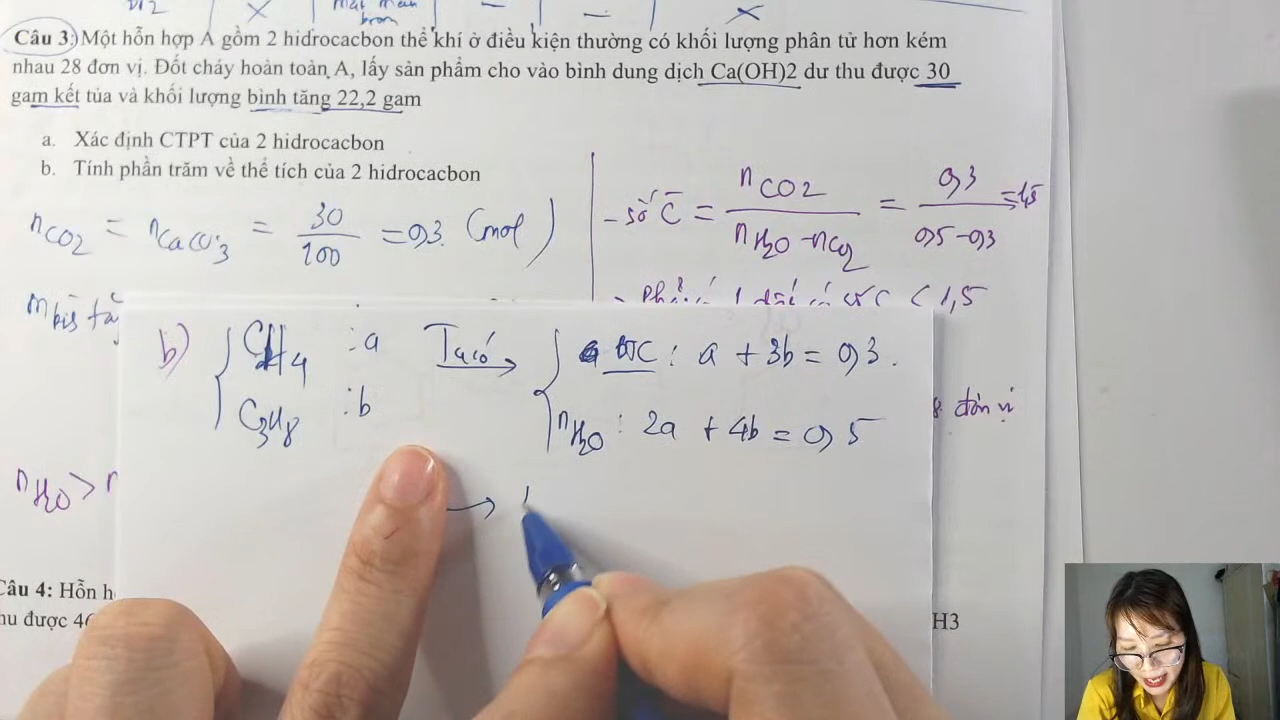 Câu 3: Một hỗn hợp A gồm 2 hidrocacbon thể khí ở điều kiện thường có khối lượng phân tử hơn kém
nhau 28 đơn vị. Đốt cháy hoàn toàn A, lấy sản phẩm cho vào bình dung dịch Ca(OH)2 dư thu được 30
gam kết tủa và khối lượng bình tăng 22,2 gam
a. Xác định CTPT của 2 hidrocacbon
b. Tính phần trăm về thể tích của 2 hidrocacbon
nCO2 = nCaCO3 = 30/100 = 0,3 (mol)
- số C̄ = nCO2 / (nH2O - nCO2) = 0,3 / (0,5 - 0,3) = 1,5
< 1,5
b) CH4 : a
C3H8 : b
Ta có →
BTC : a + 3b = 0,3.
nH2O : 2a + 4b = 0,5
→
đơn vị
nH2O >
Câu 4: Hỗn h
hu được 4
H3